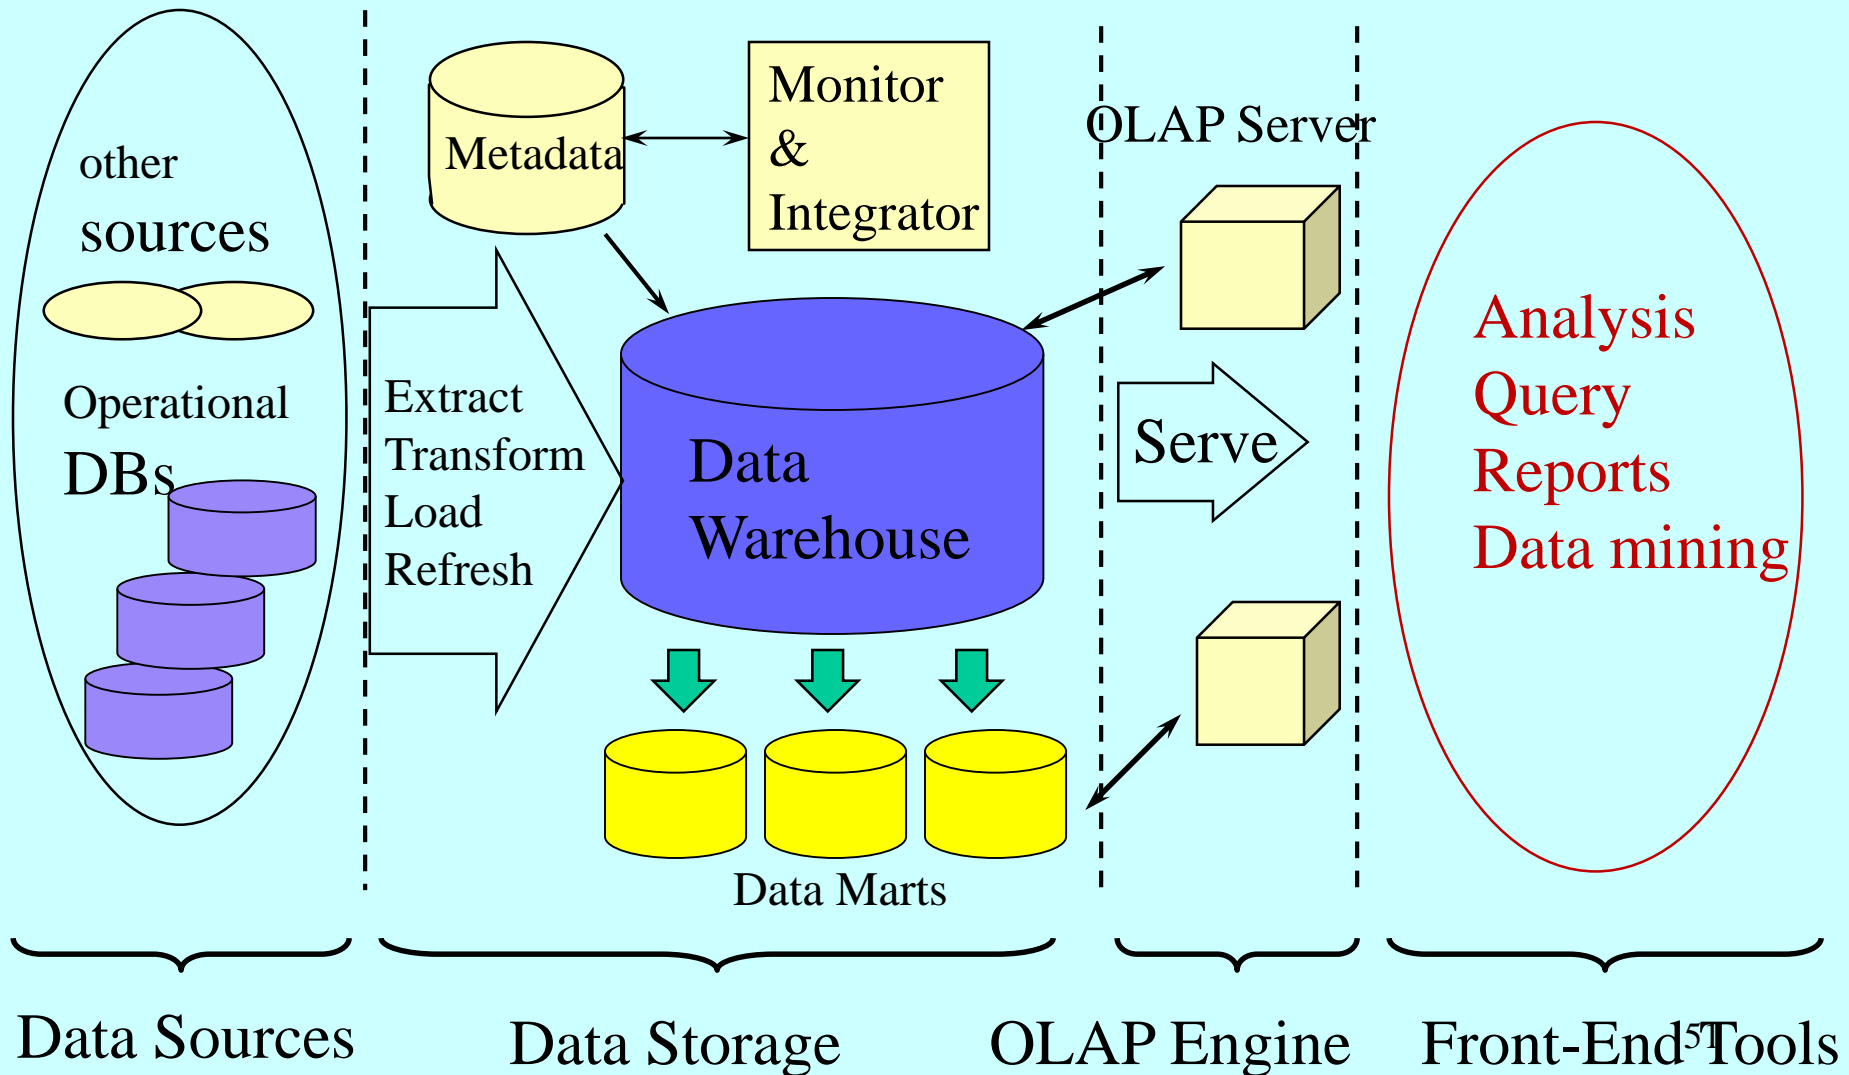 other
sources
Operational
DBs
Metadata
Monitor
&
Integrator
Extract
Transform
Load
Refresh
Data
Warehouse
Data Marts
OLAP Server
Serve
Analysis
Query
Reports
Data mining
Data Sources
Data Storage
OLAP Engine
Front-End Tools